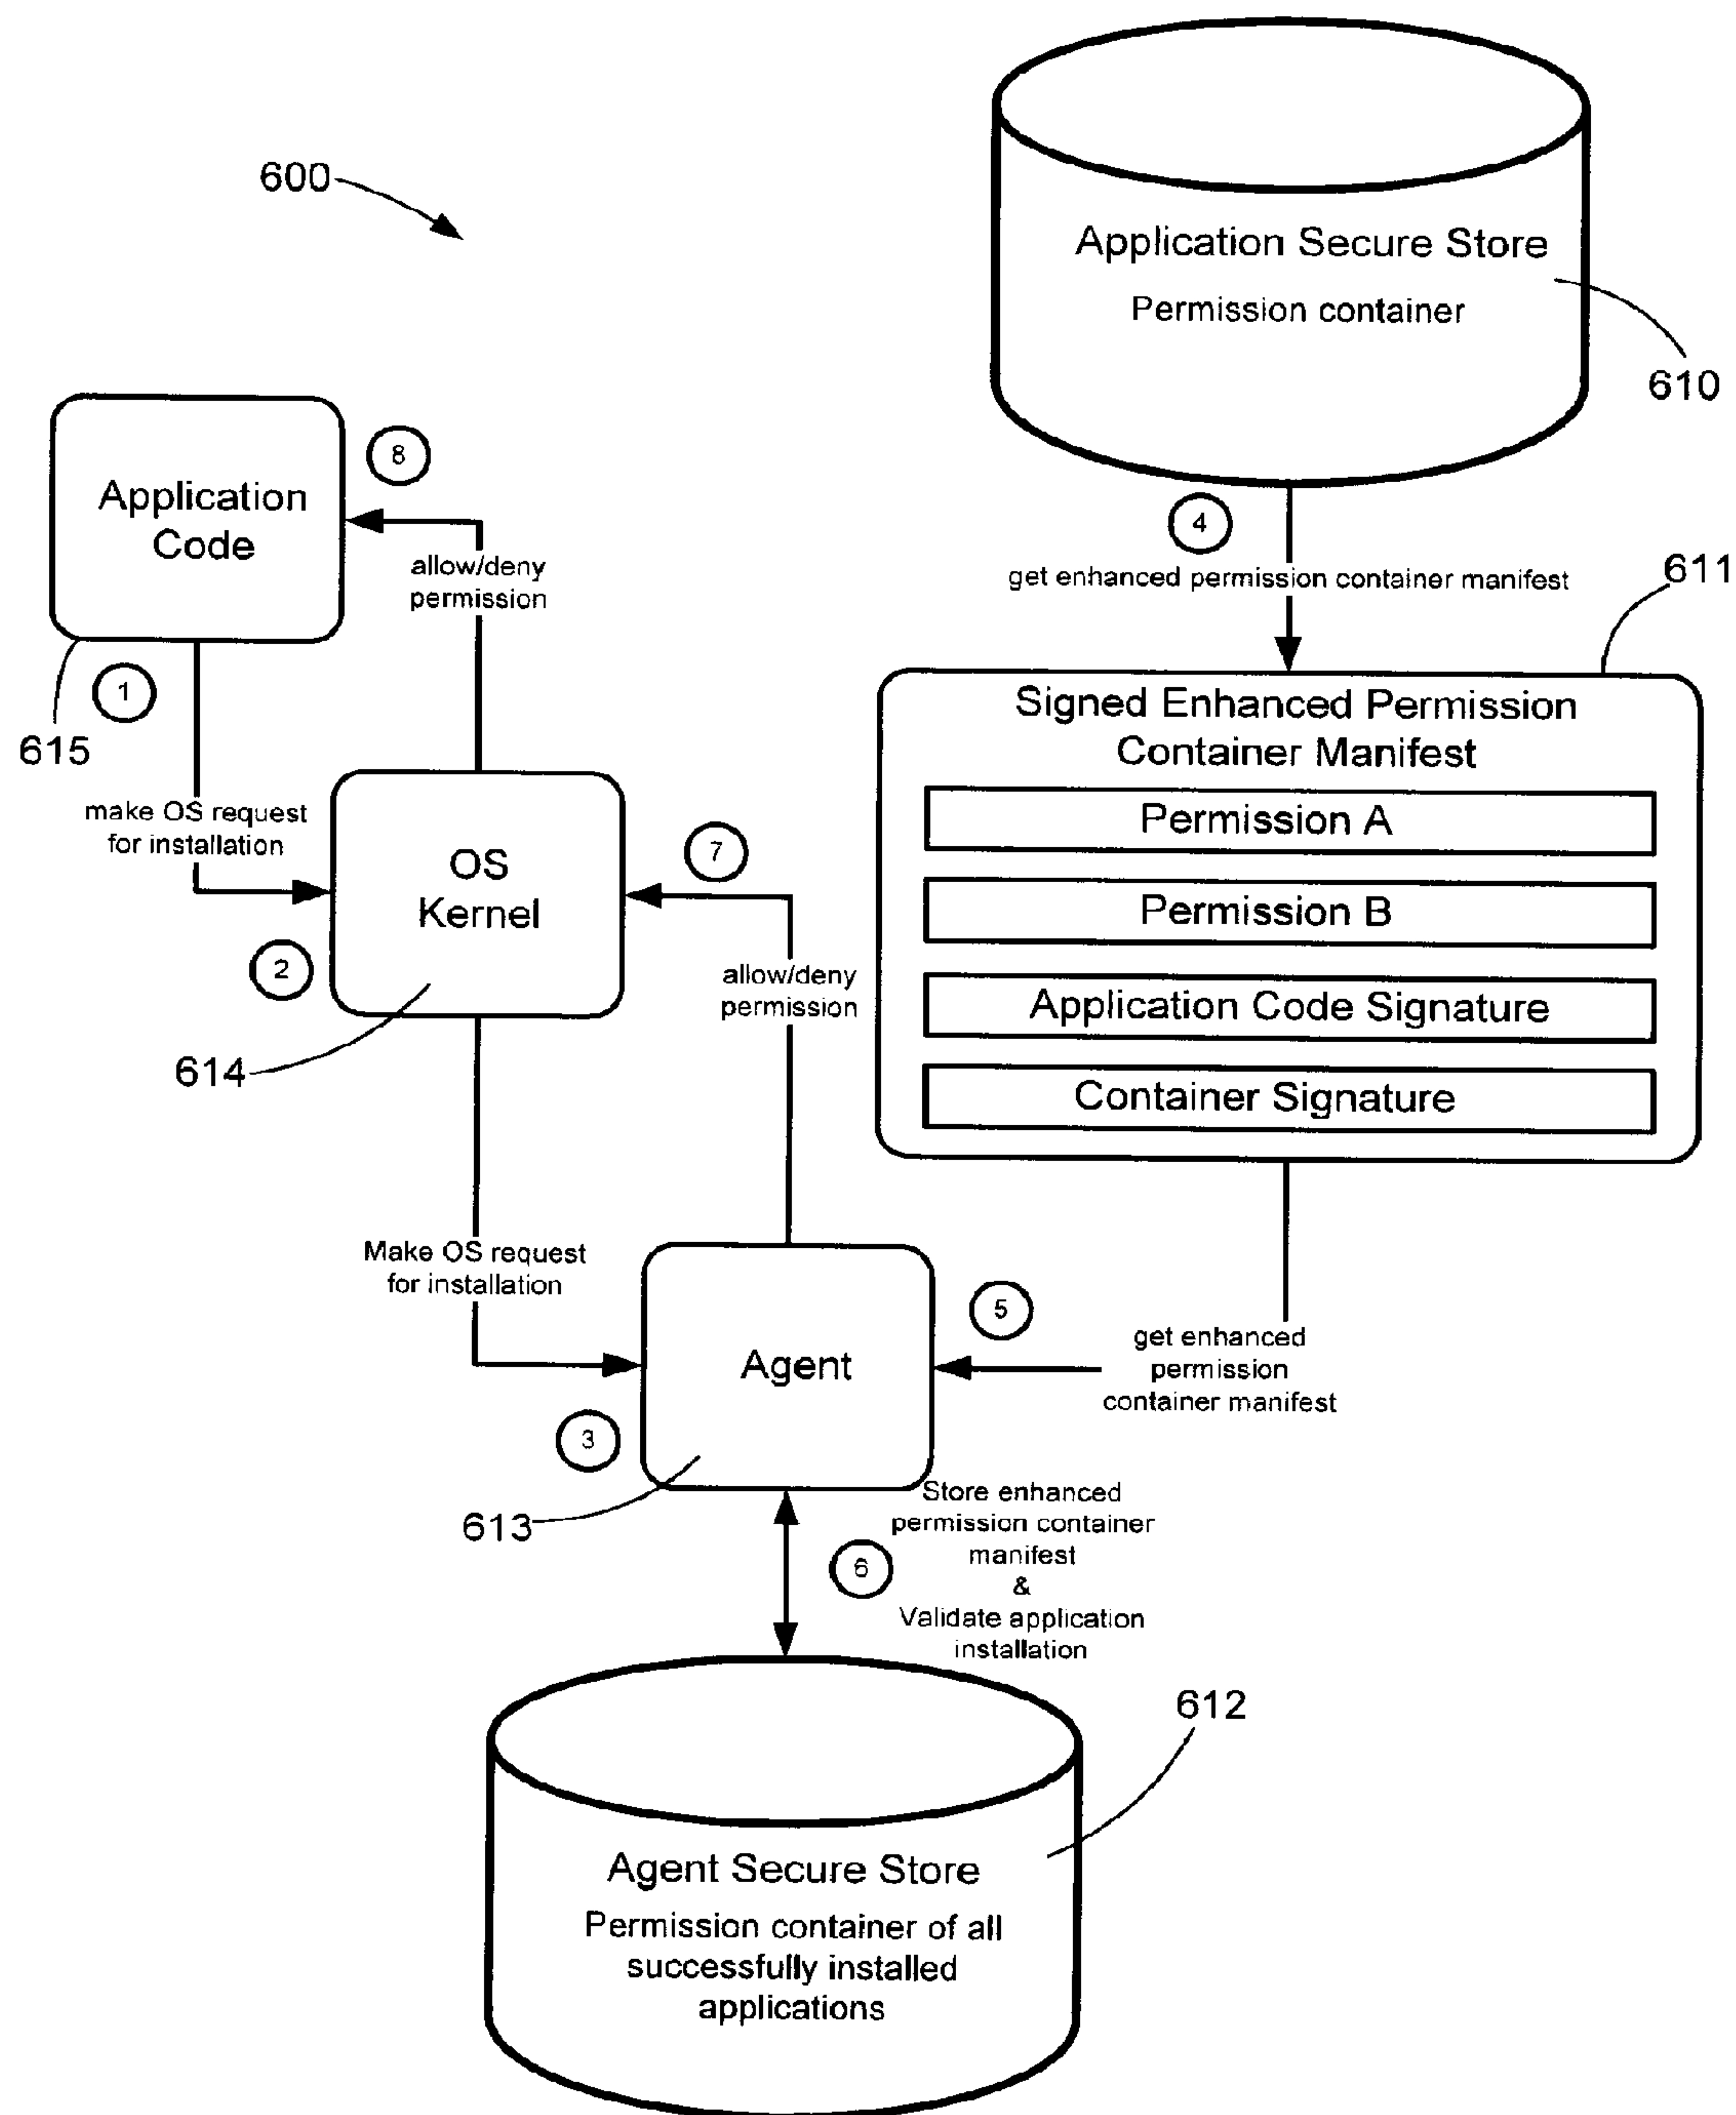 600
Application Secure Store
Permission container
610
Application
Code
8
allow/deny
permission
4
get enhanced permission container manifest
611
1
615
make OS request
for installation
Signed Enhanced Permission
Container Manifest
Permission A
Permission B
Application Code Signature
Container Signature
OS
Kernel
7
2
allow/deny
permission
614
Make OS request
for installation
5
get enhanced
permission
container manifest
Agent
3
613
Store enhanced
permission container
manifest
&
Validate application
installation
6
612
Agent Secure Store
Permission container of all
successfully installed
applications